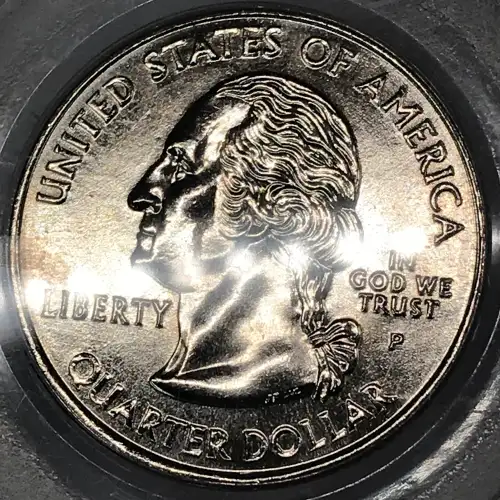 UNITED STATES OF AMERICA
LIBERTY
IN
GOD WE
TRUST
P
QUARTER DOLLAR